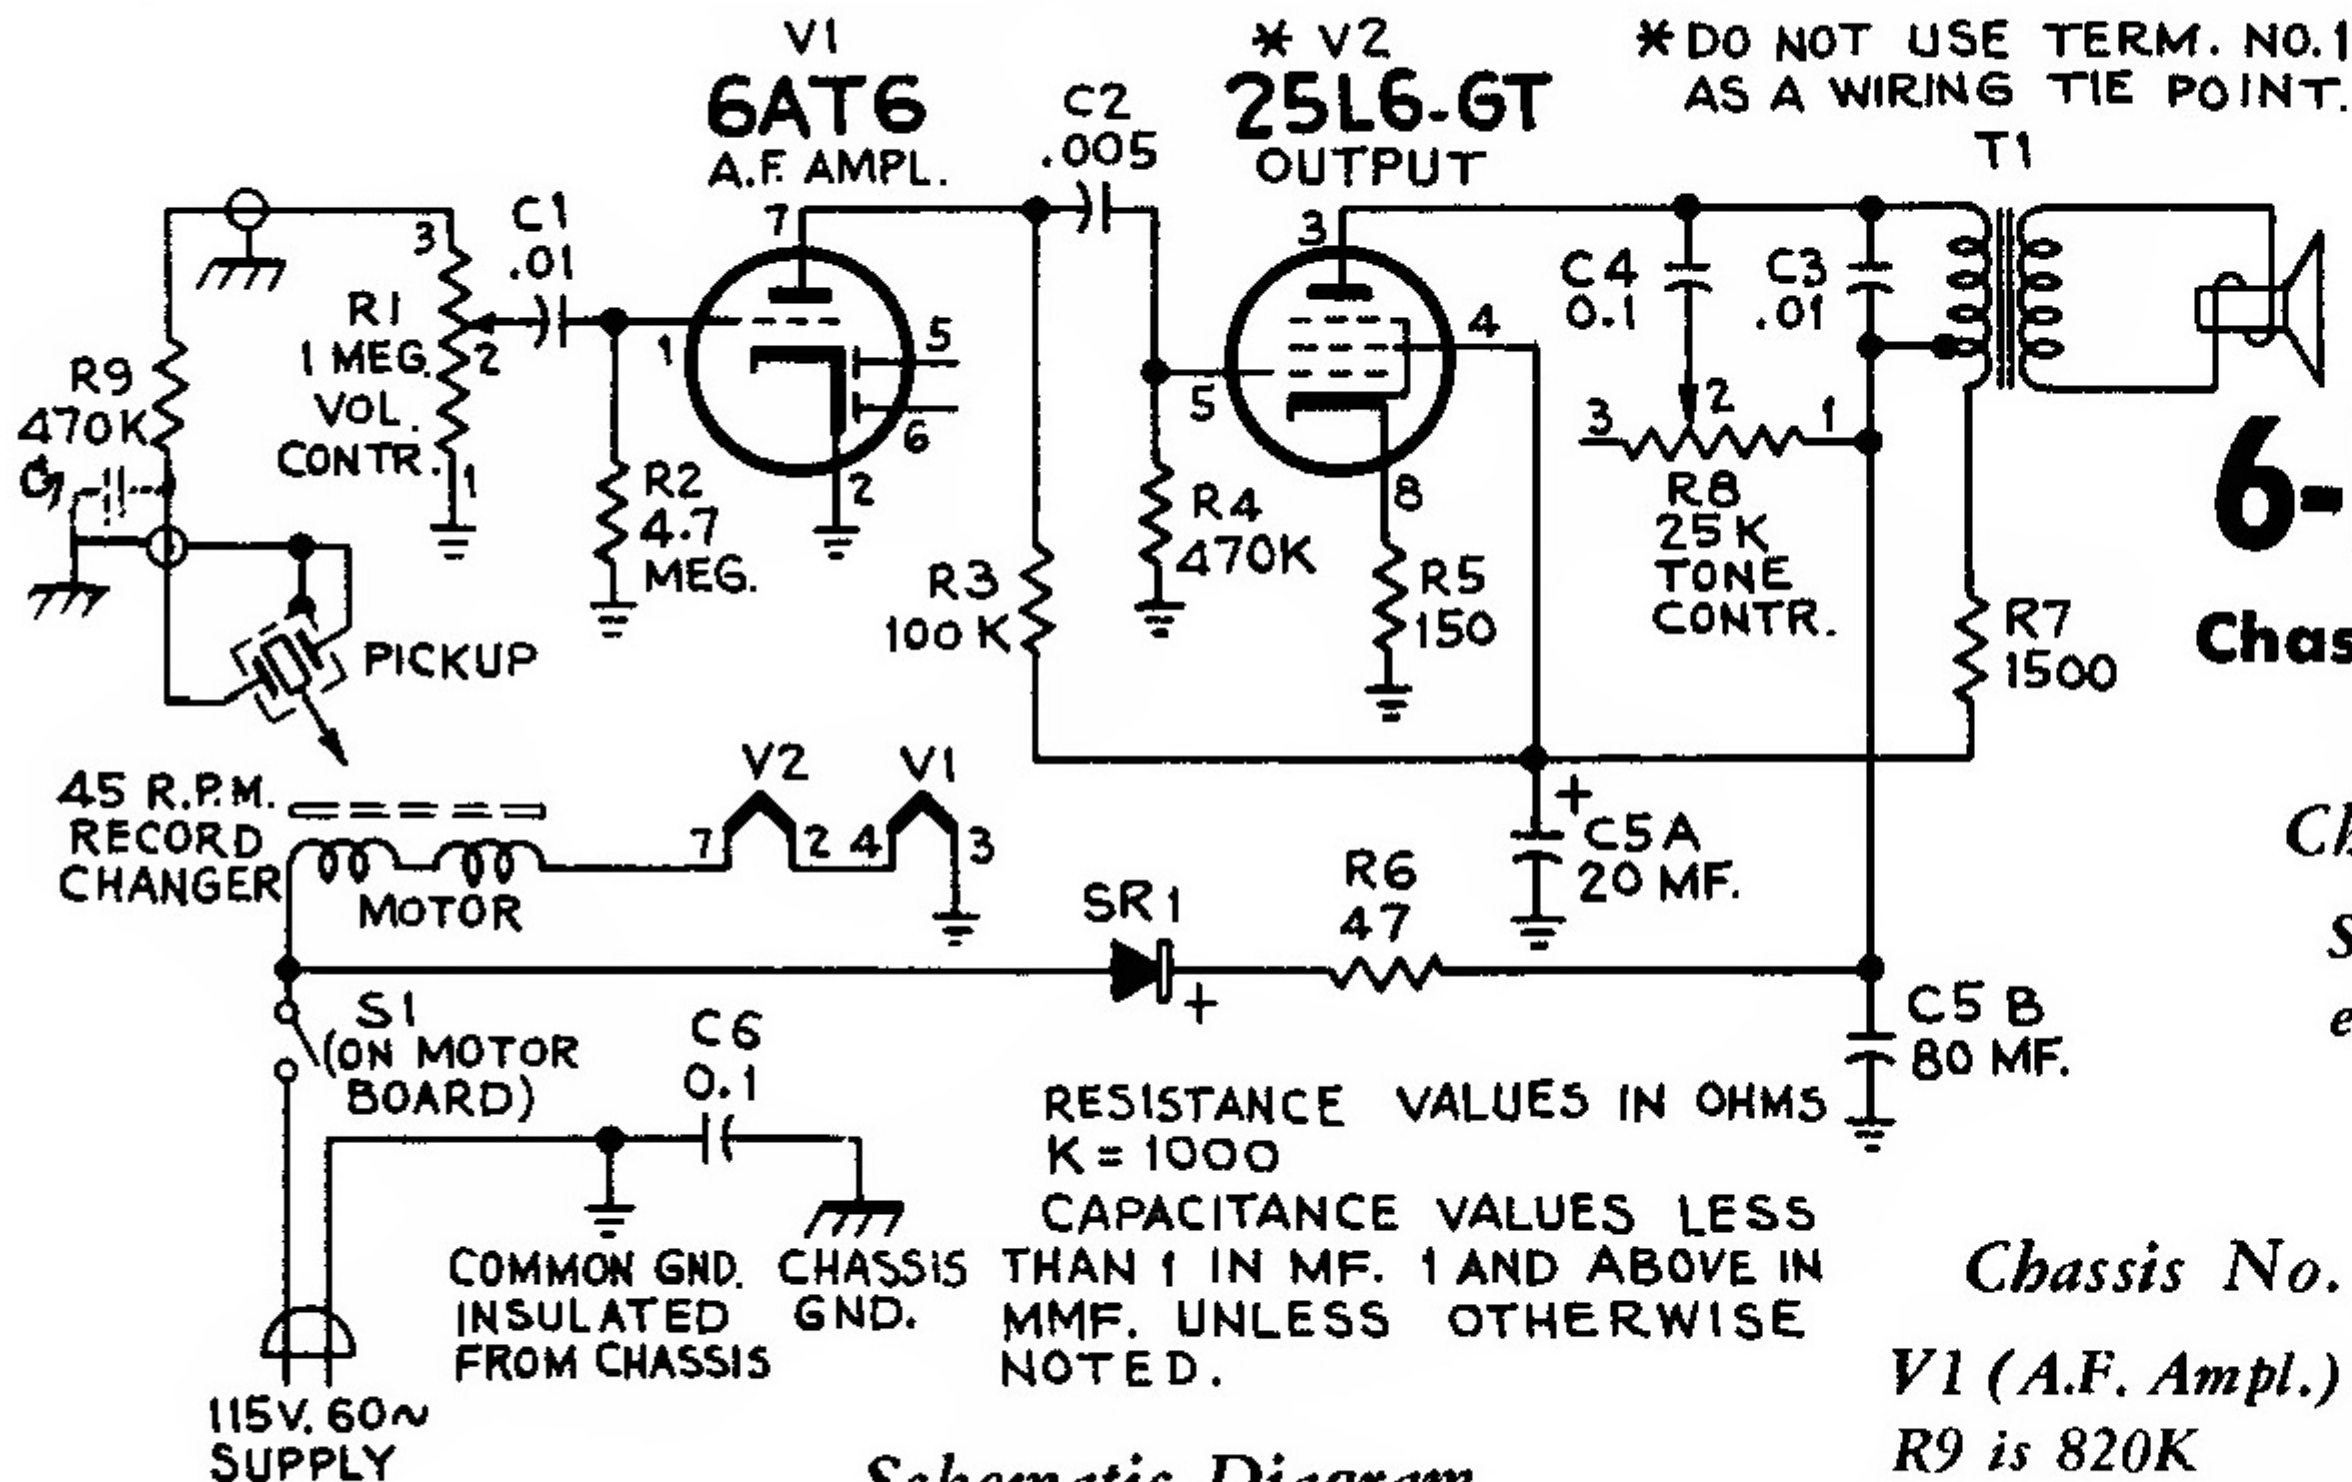 V1
6AT6
A.F. AMPL.
C2
.005
* V2
25L6-GT
OUTPUT
* DO NOT USE TERM. NO.1
AS A WIRING TIE POINT.
T1
3
C1
.01
7
R1
1 MEG.
VOL.
CONTR.
2
1
R9
470K
1
5
6
2
R2
4.7
MEG.
3
4
5
8
R4
470K
R3
100 K
R5
150
C4
0.1
C3
.01
3
2
1
R8
25 K
TONE
CONTR.
R7
1500
6-
Chas
PICKUP
45 R.P.M.
RECORD
CHANGER
MOTOR
V2
V1
7
2
4
3
+
C5A
20 MF.
SR1
+
R6
47
C5 B
80 MF.
S1
(ON MOTOR
BOARD)
C6
0.1
COMMON GND.
INSULATED
FROM CHASSIS
CHASSIS
GND.
RESISTANCE VALUES IN OHMS
K = 1000
CAPACITANCE VALUES LESS
THAN 1 IN MF. 1 AND ABOVE IN
MMF. UNLESS OTHERWISE
NOTED.
115V. 60~
SUPPLY
Ch
S
e
Chassis No.
V1 (A.F. Ampl.)
R9 is 820K
Schematic Diagram